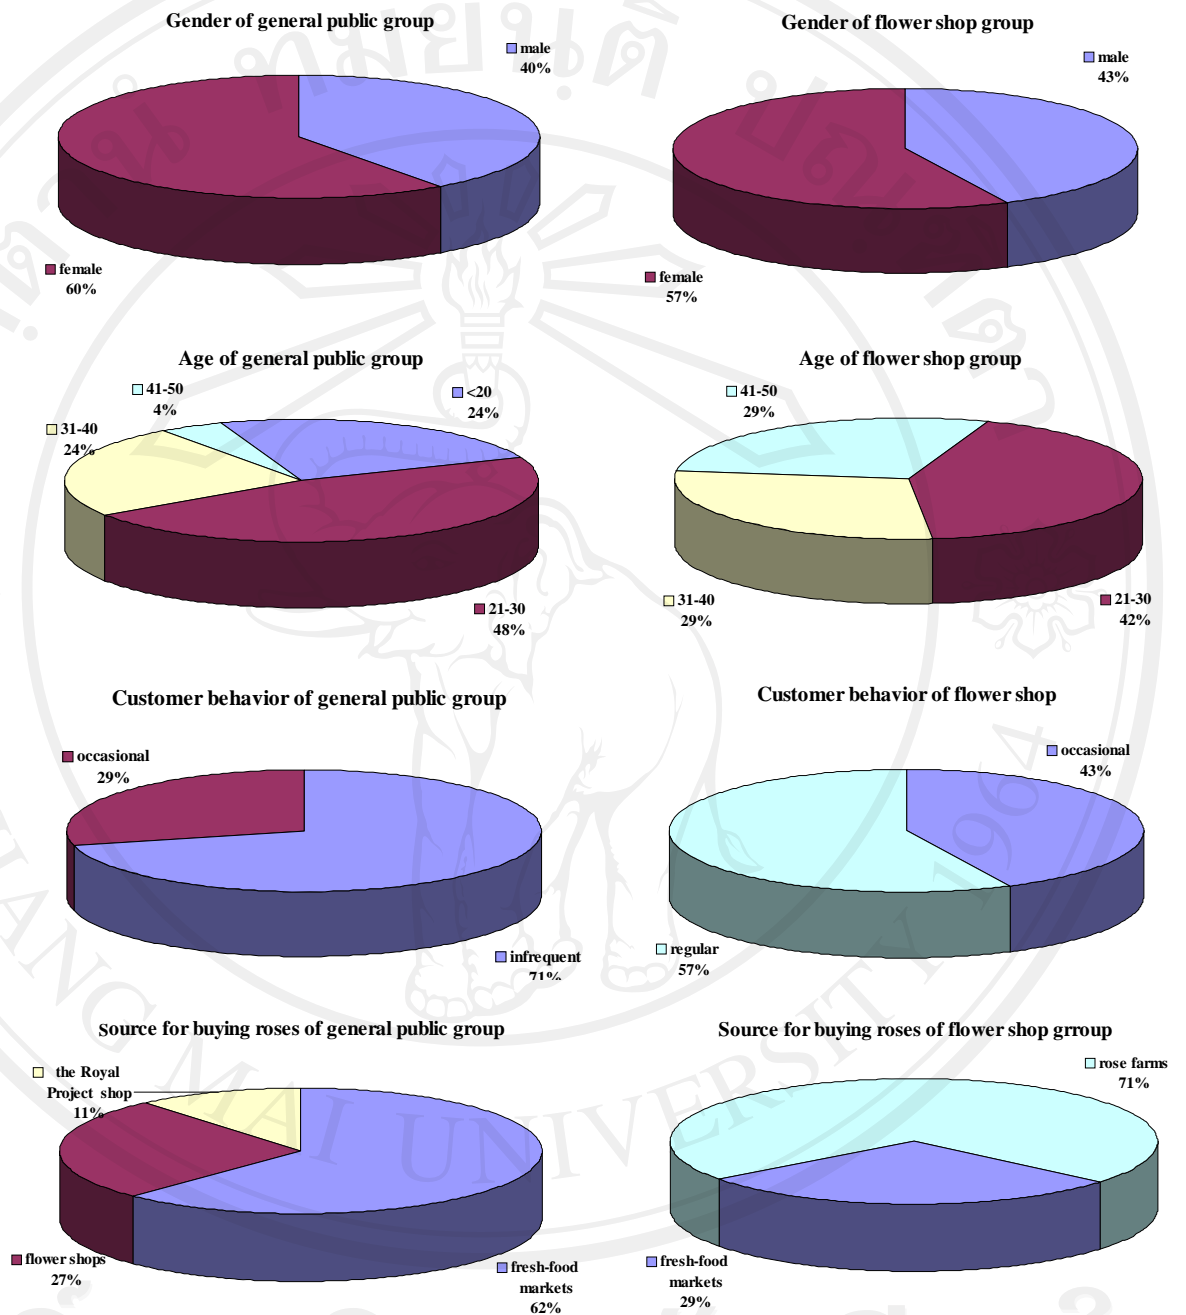 Gender of general public group
male
40%
female
60%
Gender of flower shop group
male
43%
female
57%
Age of general public group
41-50
4%
<20
24%
31-40
24%
21-30
48%
Age of flower shop group
41-50
29%
31-40
29%
21-30
42%
Customer behavior of general public group
occasional
29%
infrequent
71%
Customer behavior of flower shop
occasional
43%
regular
57%
Source for buying roses of general public group
the Royal
Project shop
11%
flower shops
27%
fresh-food
markets
62%
Source for buying roses of flower shop grroup
rose farms
71%
fresh-food
markets
29%
IANG MAI UNIVERSITY 1964